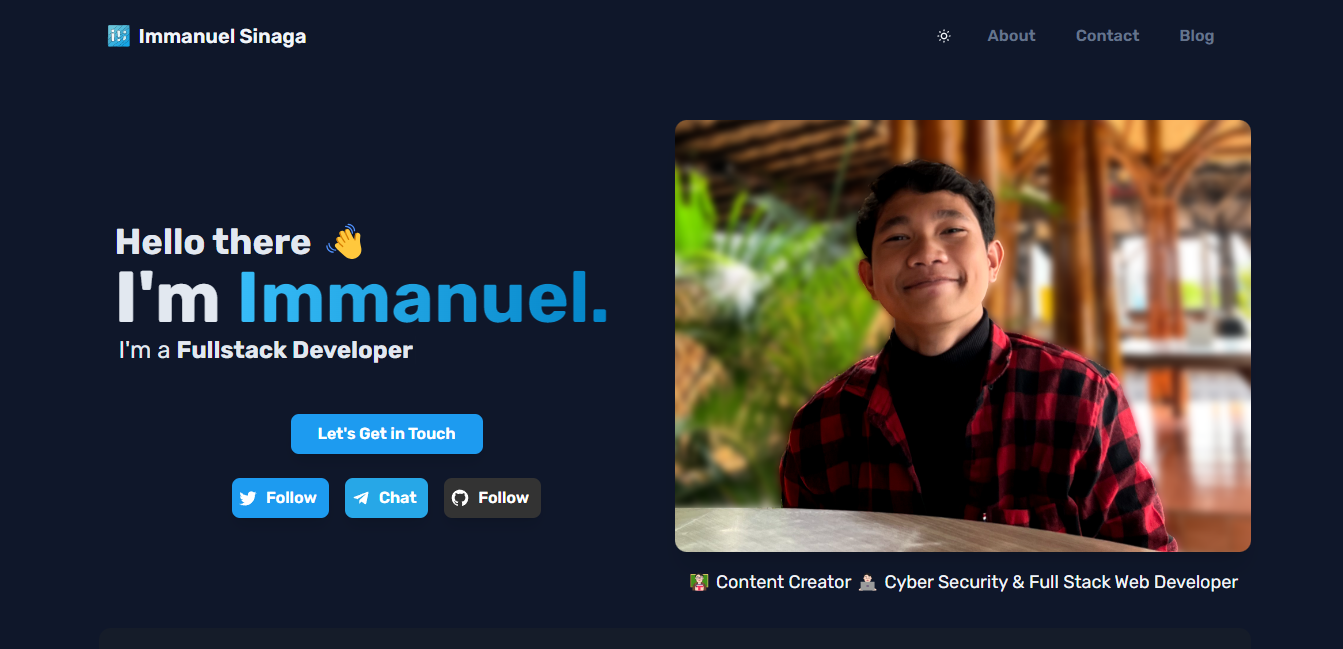 Immanuel Sinaga
About
Contact
Blog
Hello there 👋
I'm Immanuel.
I'm a Fullstack Developer
Let's Get in Touch
Follow
Chat
Follow
Content Creator Cyber Security & Full Stack Web Developer